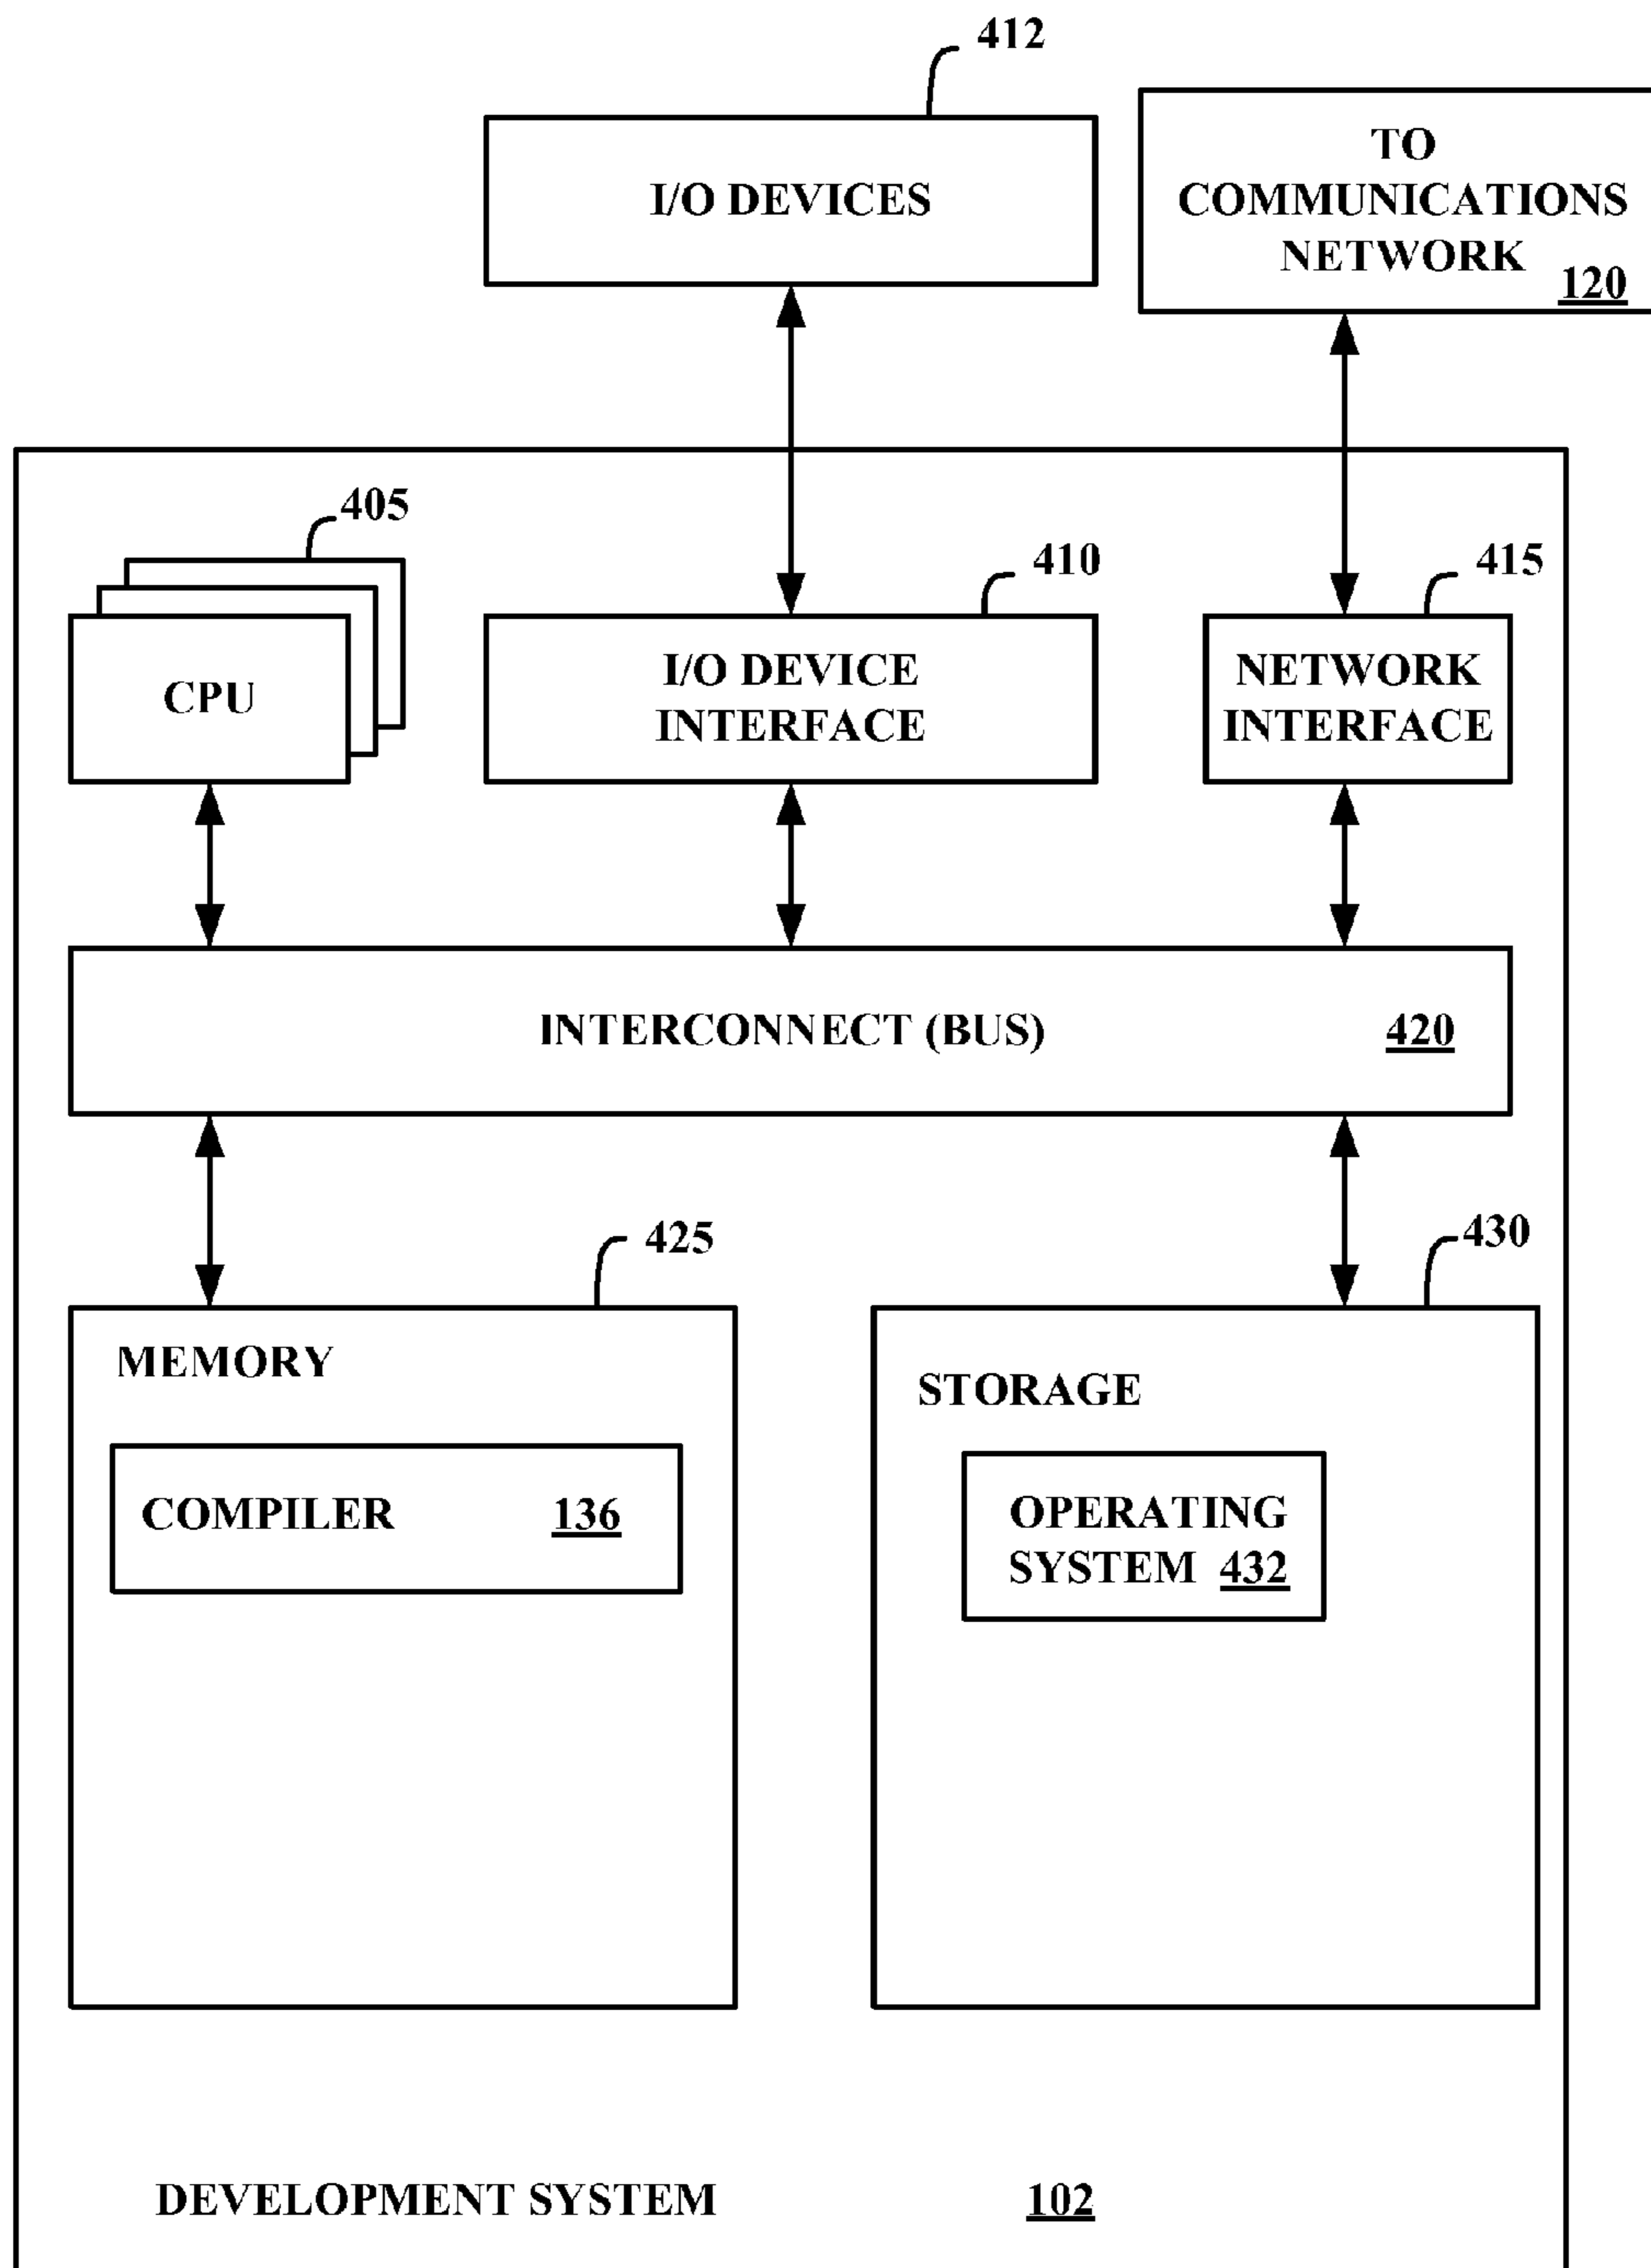 412
I/O DEVICES
TO
COMMUNICATIONS
NETWORK
120
405
410
415
CPU
I/O DEVICE
INTERFACE
NETWORK
INTERFACE
INTERCONNECT (BUS) 420
425
430
MEMORY
STORAGE
COMPILER 136
OPERATING
SYSTEM 432
DEVELOPMENT SYSTEM 102